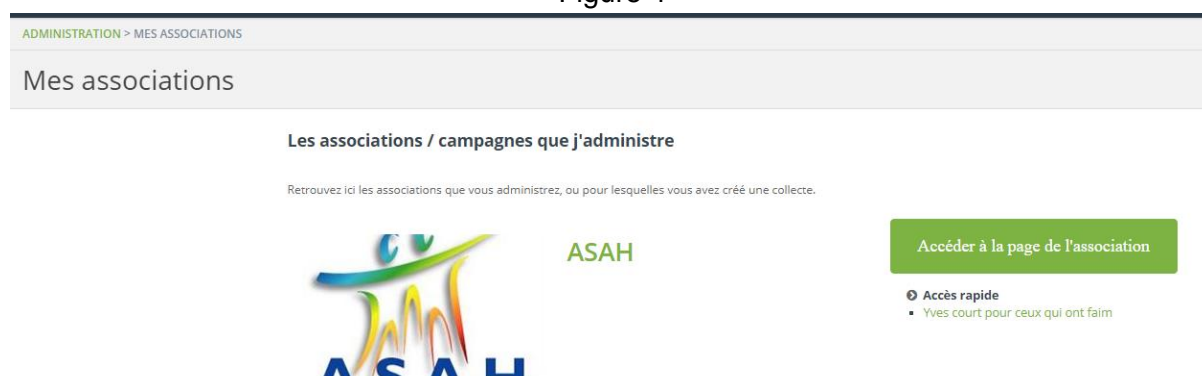 ADMINISTRATION > MES ASSOCIATIONS
Mes associations
Les associations / campagnes que j'administre
Retrouvez ici les associations que vous administrez, ou pour lesquelles vous avez créé une collecte.
ASAH
ASAH
Accéder à la page de l'association
Accès rapide
Yves court pour ceux qui ont faim